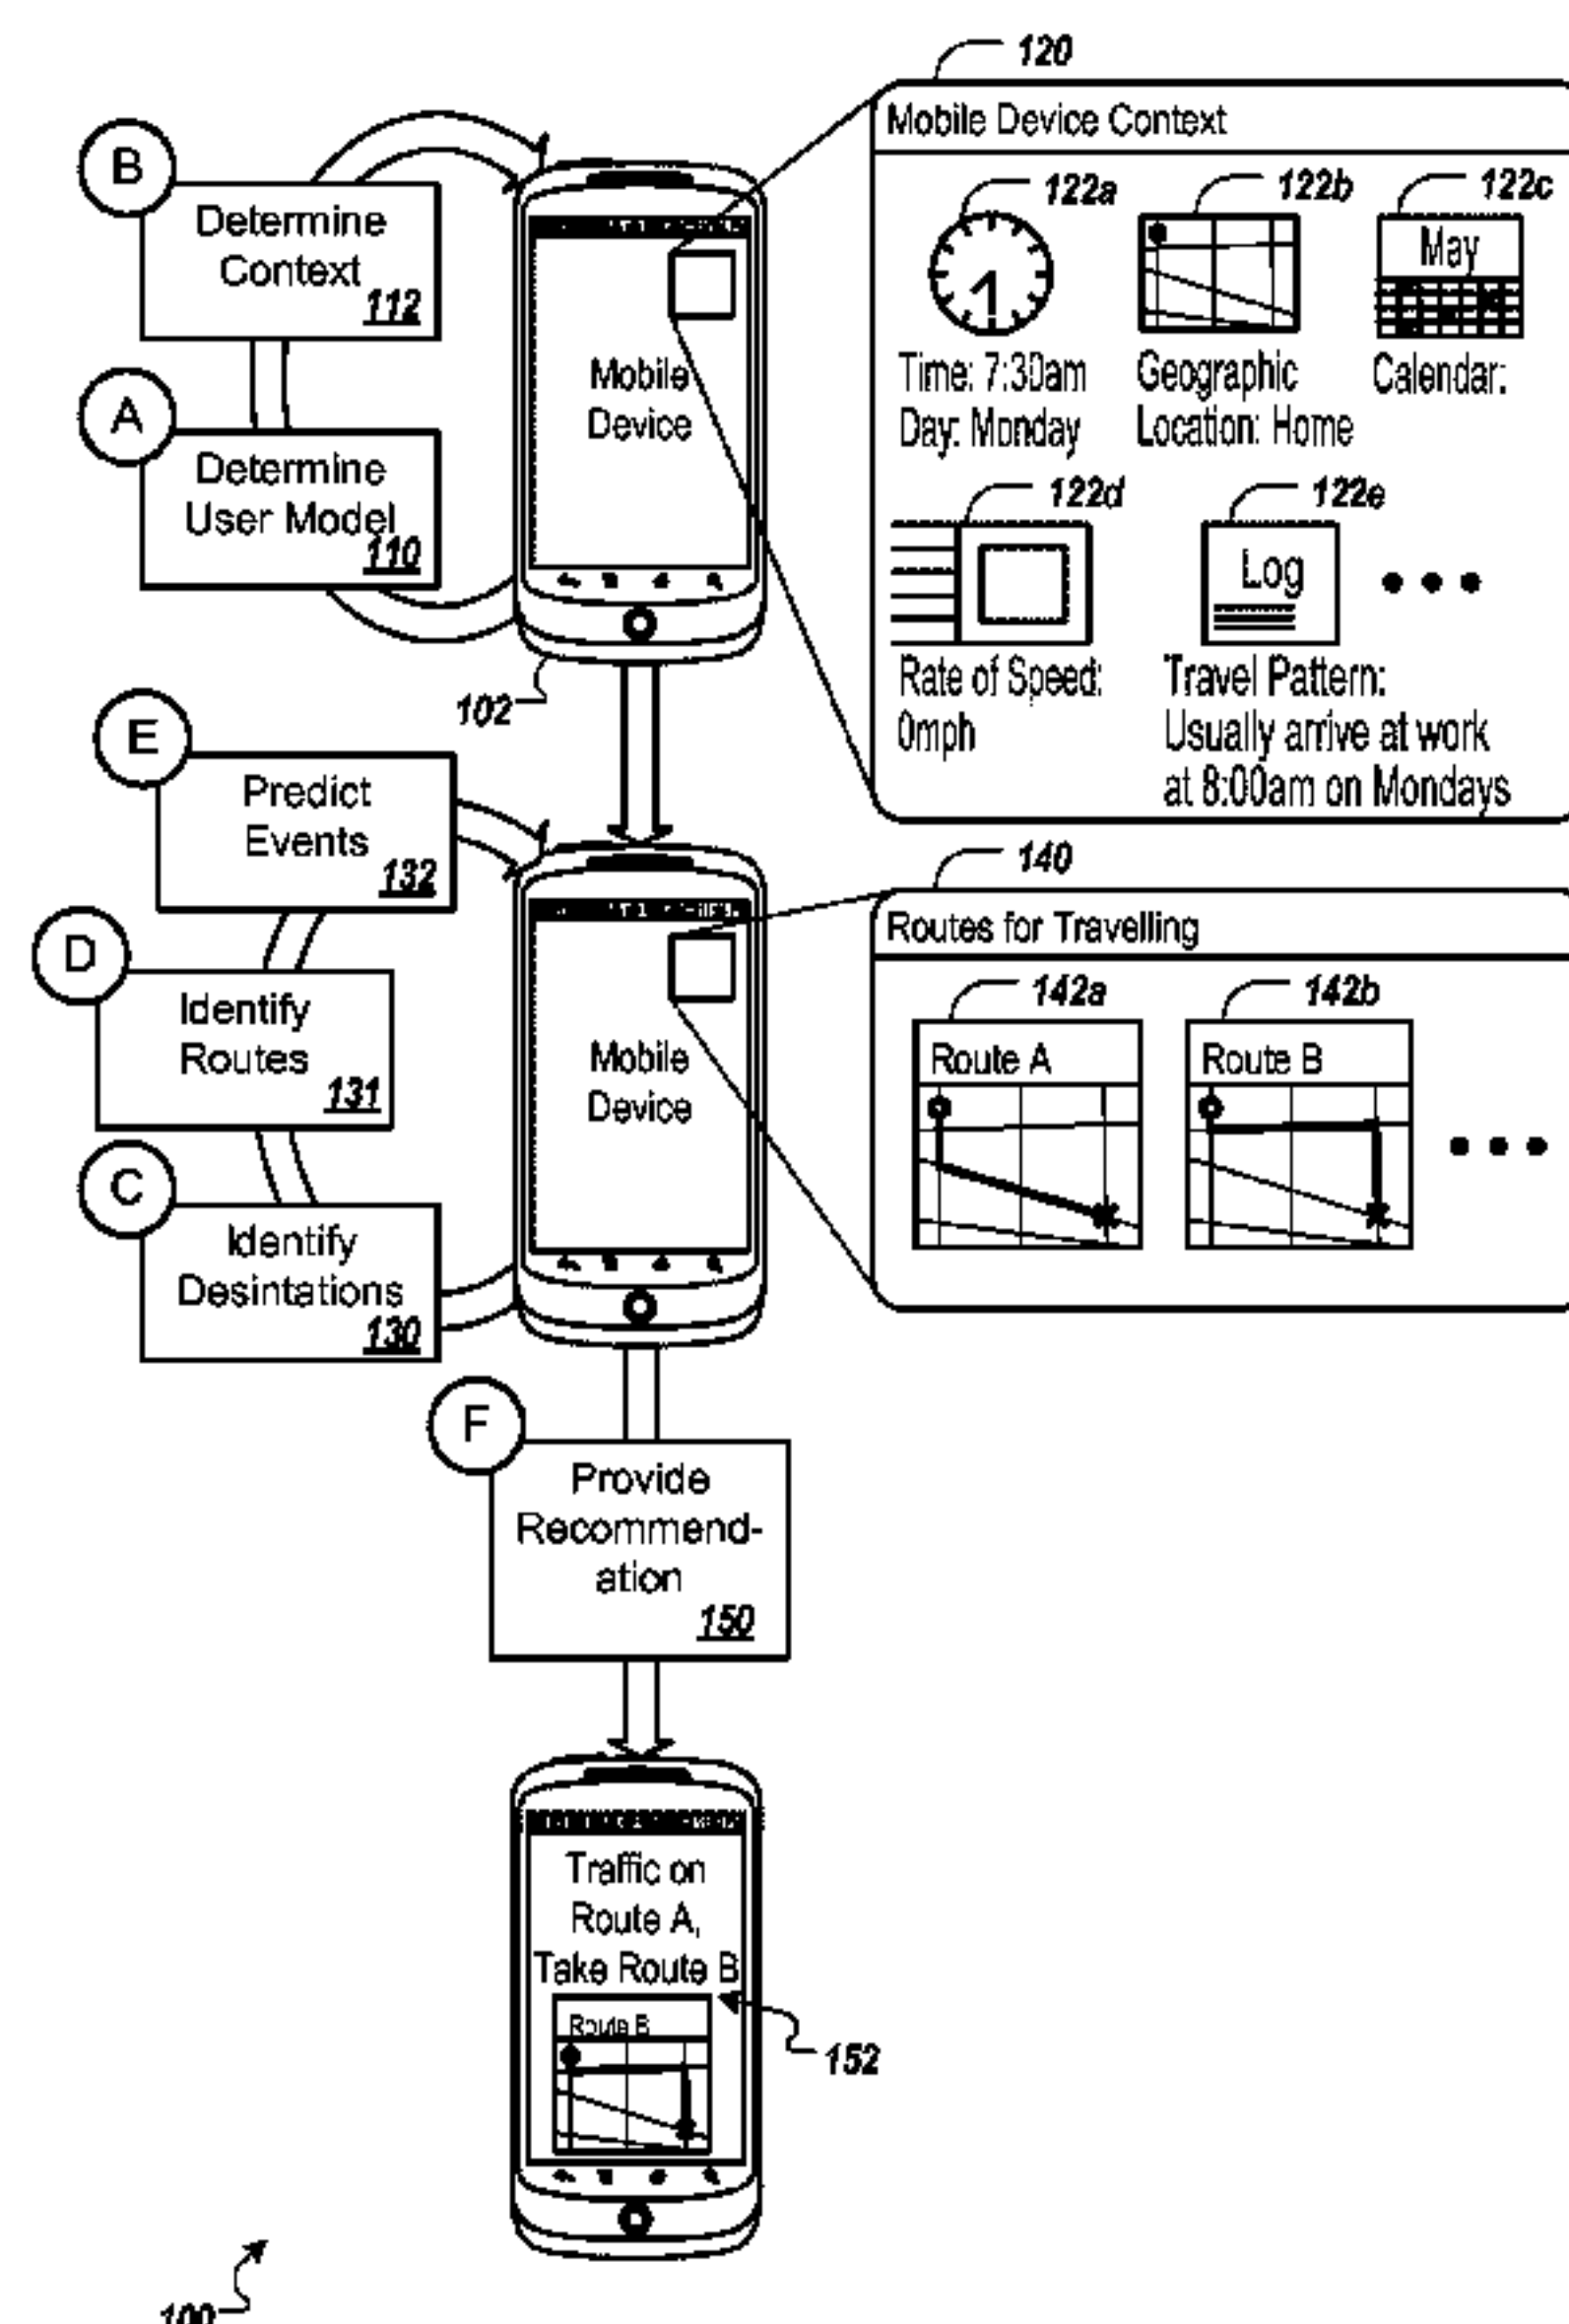 120
Mobile Device Context
122a
122b
122c
May
Time: 7:30am
Day: Monday
Geographic
Location: Home
Calendar:
122d
122e
Log
Rate of Speed:
0mph
Travel Pattern:
Usually arrive at work
at 8:00am on Mondays
B
Determine
Context
112
A
Determine
User Model
110
Mobile
Device
102
E
Predict
Events
132
D
Identify
Routes
131
C
Identify
Desintations
130
Mobile
Device
140
Routes for Travelling
142a
142b
Route A
Route B
F
Provide
Recommend-
ation
150
Traffic on
Route A,
Take Route B
Route B
152
100